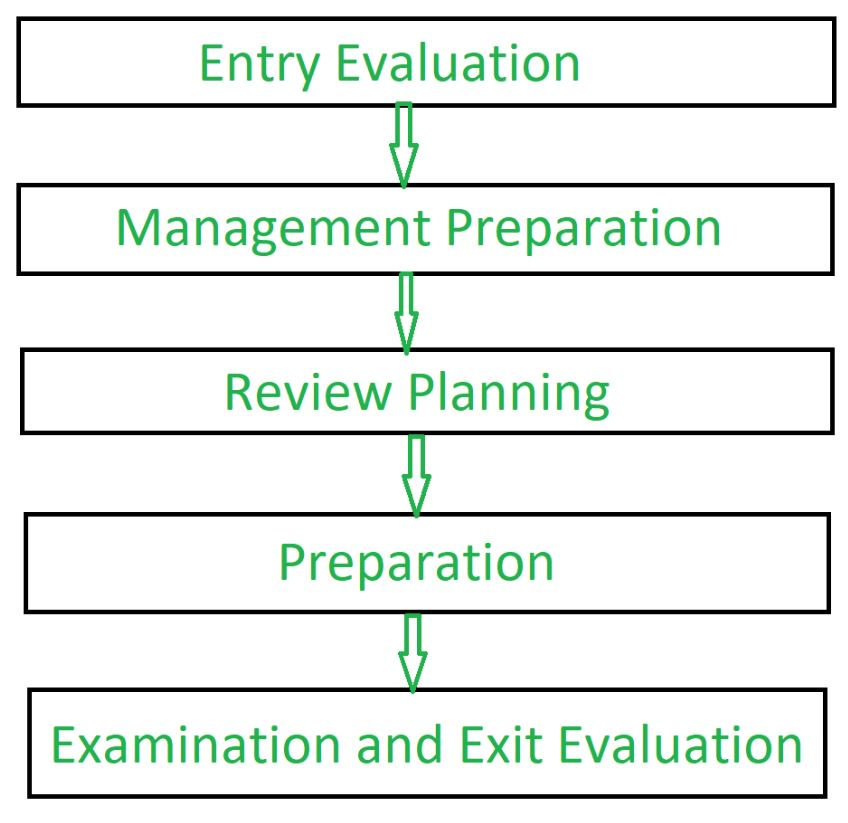 Entry Evaluation
Management Preparation
Review Planning
Preparation
Examination and Exit Evaluation